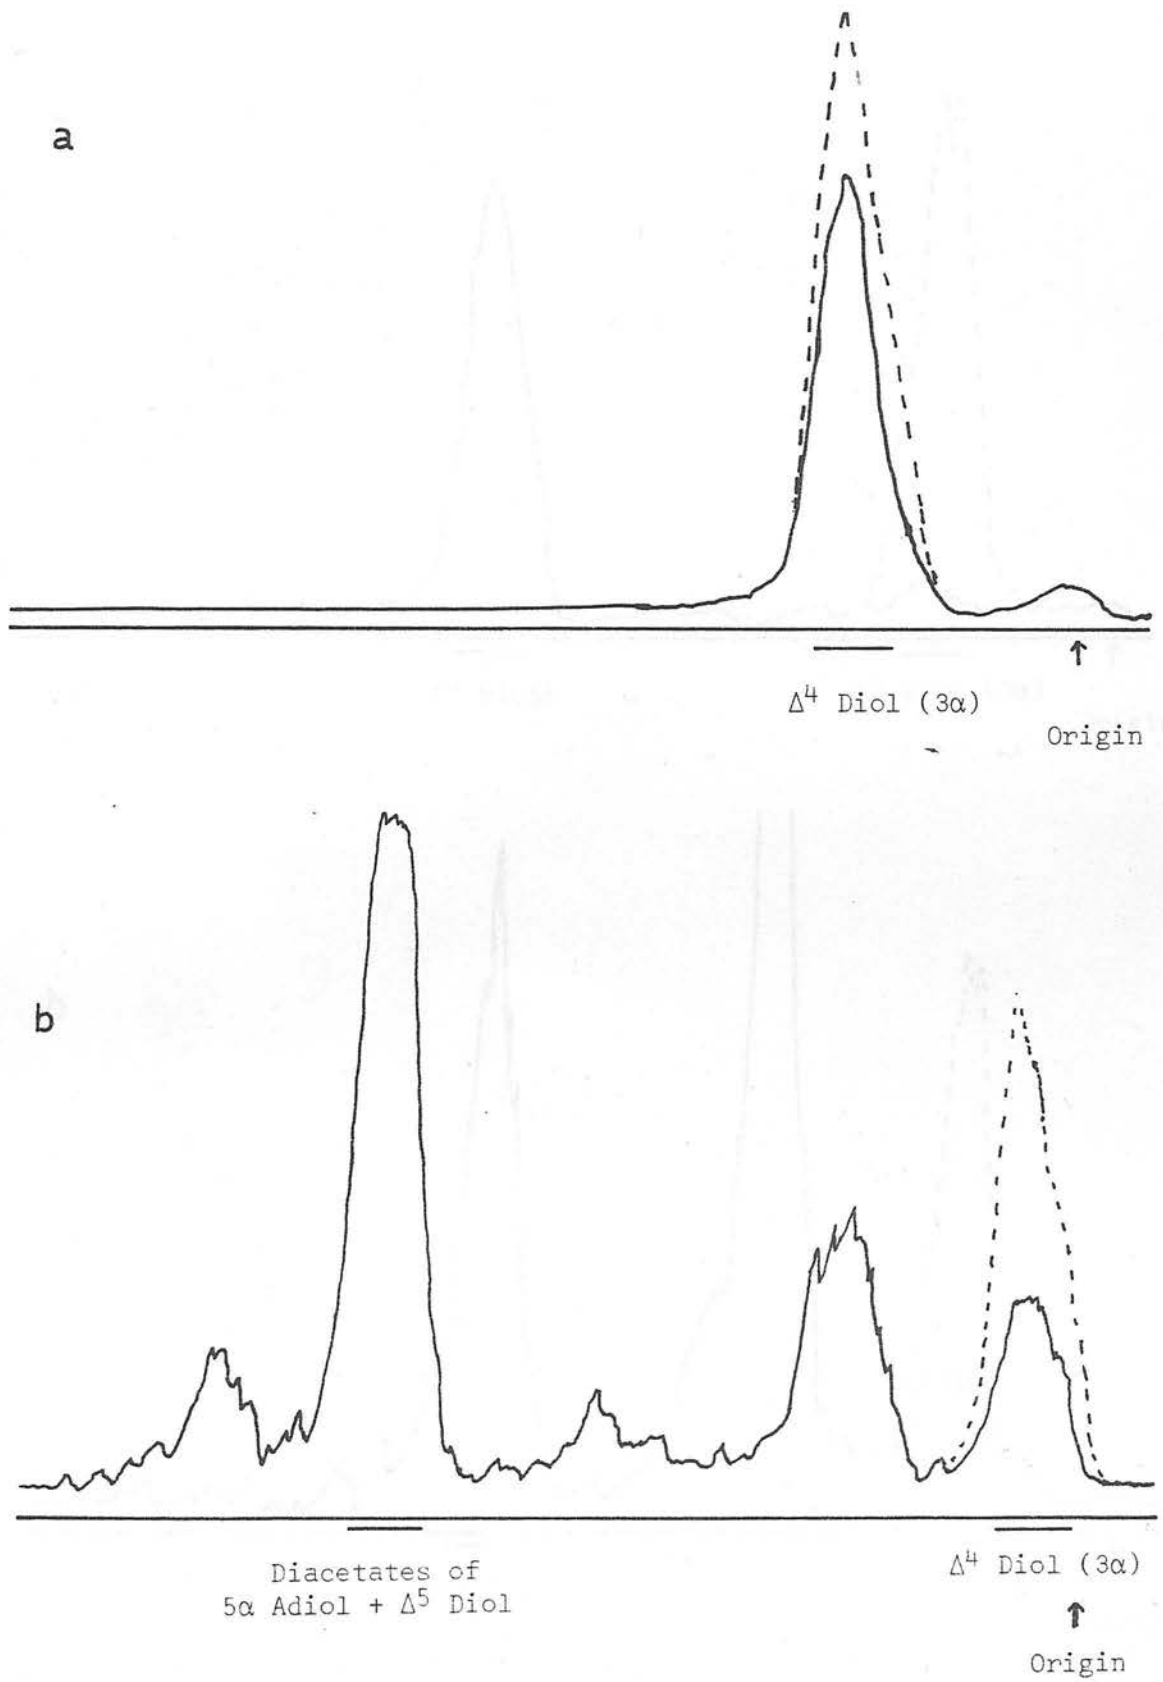 a
Δ⁴ Diol (3α)
Origin
b
Diacetates of
5α Adiol + Δ⁵ Diol
Δ⁴ Diol (3α)
Origin